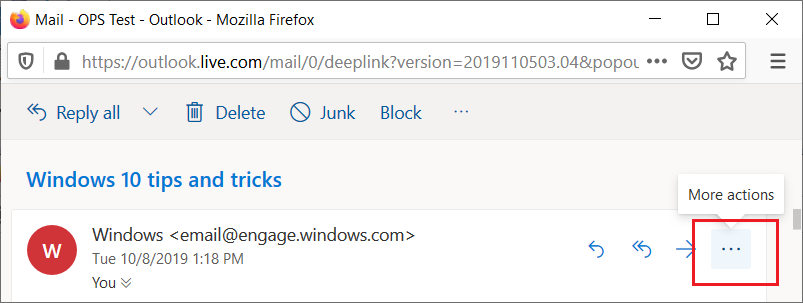 Mail - OPS Test - Outlook - Mozilla Firefox
https://outlook.live.com/mail/0/deeplink?version=2019110503.04&popou
Reply all Delete Junk Block ...
Windows 10 tips and tricks
More actions
W
Windows <email@engage.windows.com>
Tue 10/8/2019 1:18 PM
You